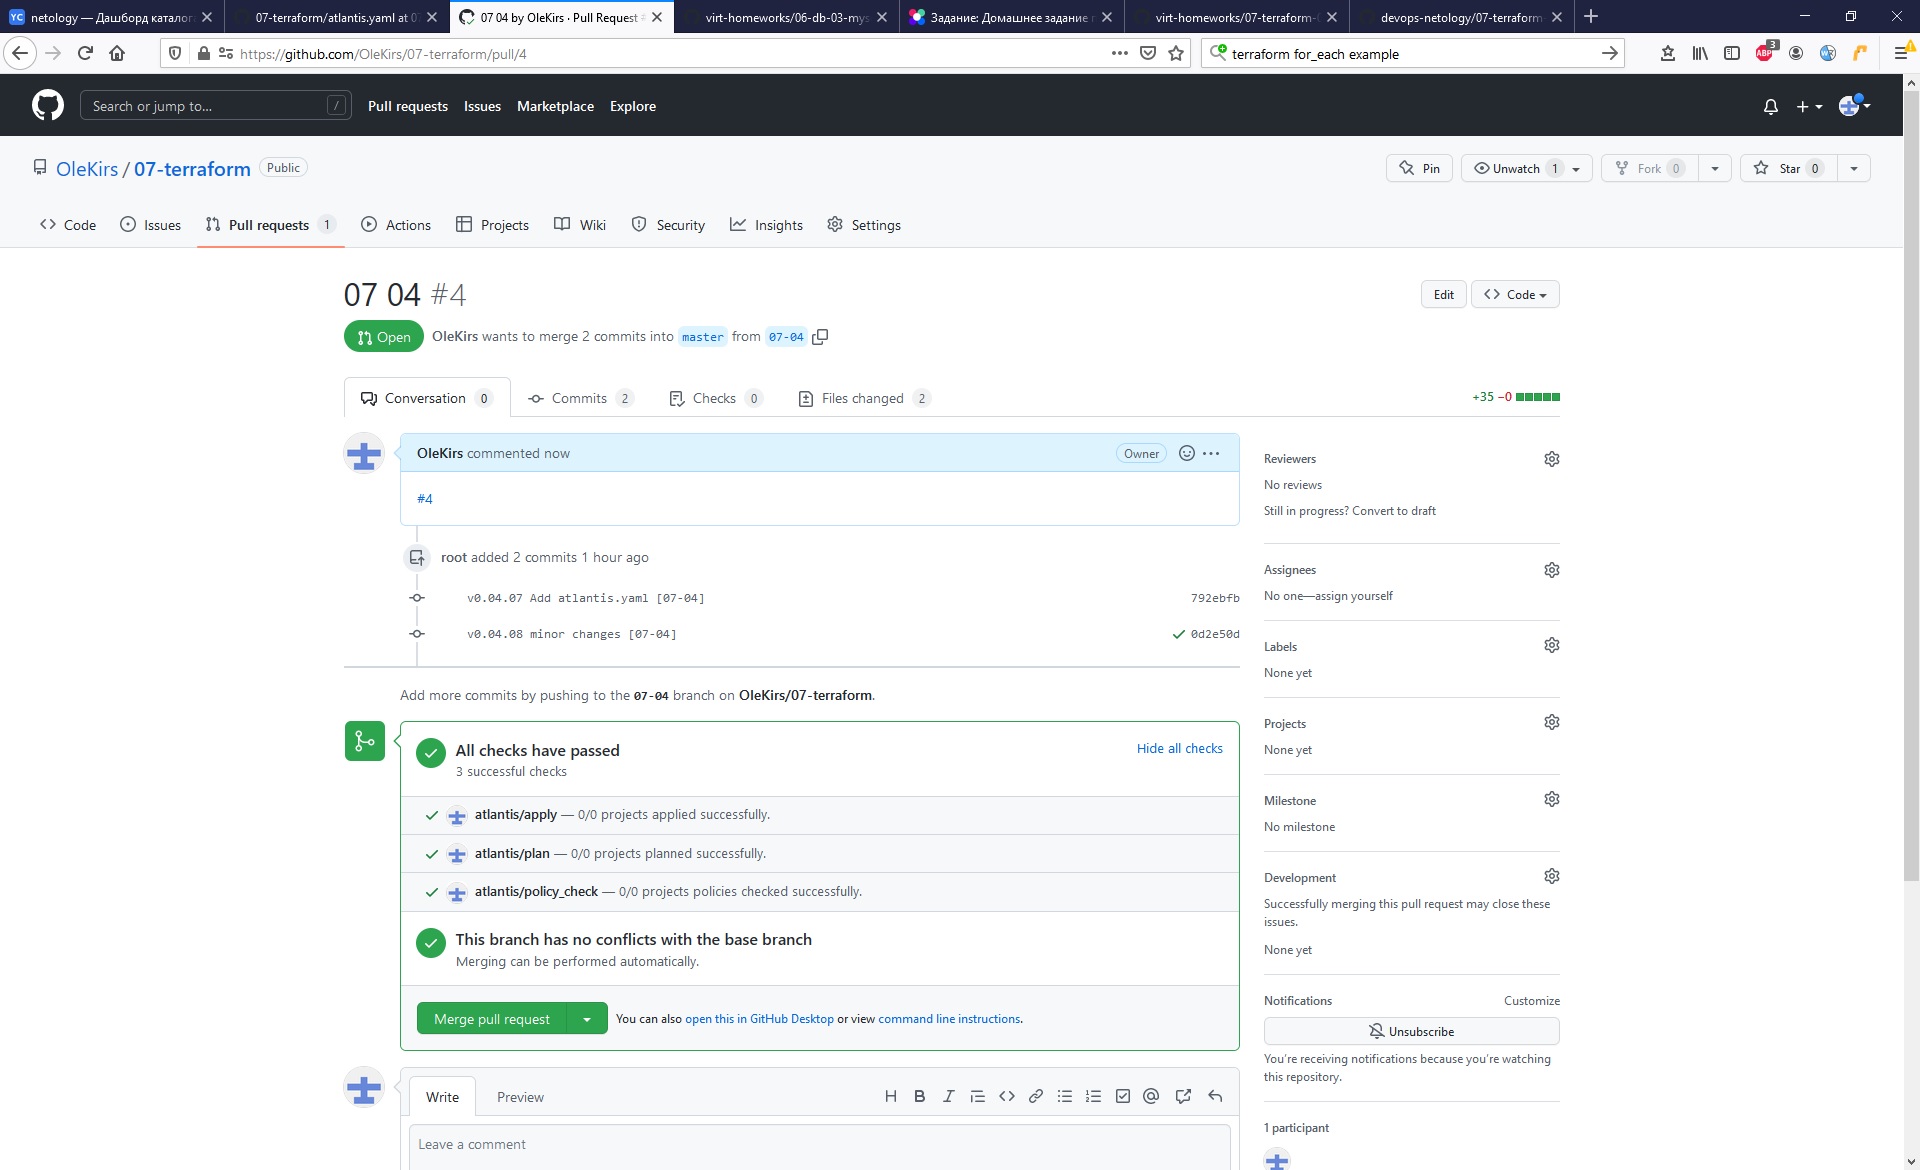 netology — Дашборд каталог
07-terraform/atlantis.yaml at 07
07 04 by OleKirs · Pull Request #
virt-homeworks/06-db-03-mys
Задание: Домашнее задание
virt-homeworks/07-terraform-0
devops-netology/07-terraform
https://github.com/OleKirs/07-terraform/pull/4
terraform for_each example
ABP 3
Search or jump to... /
Pull requests Issues Marketplace Explore
OleKirs / 07-terraform Public
Pin Unwatch 1 Fork 0 Star 0
Code Issues Pull requests 1 Actions Projects Wiki Security Insights Settings
07 04 #4
Edit Code
Open OleKirs wants to merge 2 commits into master from 07-04
Conversation 0 Commits 2 Checks 0 Files changed 2
+35 −0
OleKirs commented now Owner
#4
root added 2 commits 1 hour ago
v0.04.07 Add atlantis.yaml [07-04] 792ebfb
v0.04.08 minor changes [07-04] 0d2e50d
Add more commits by pushing to the 07-04 branch on OleKirs/07-terraform.
All checks have passed Hide all checks
3 successful checks
atlantis/apply — 0/0 projects applied successfully.
atlantis/plan — 0/0 projects planned successfully.
atlantis/policy_check — 0/0 projects policies checked successfully.
This branch has no conflicts with the base branch
Merging can be performed automatically.
Merge pull request You can also open this in GitHub Desktop or view command line instructions.
Write Preview
Leave a comment
Reviewers
No reviews
Still in progress? Convert to draft
Assignees
No one—assign yourself
Labels
None yet
Projects
None yet
Milestone
No milestone
Development
Successfully merging this pull request may close these
issues.
None yet
Notifications Customize
Unsubscribe
You're receiving notifications because you're watching
this repository.
1 participant